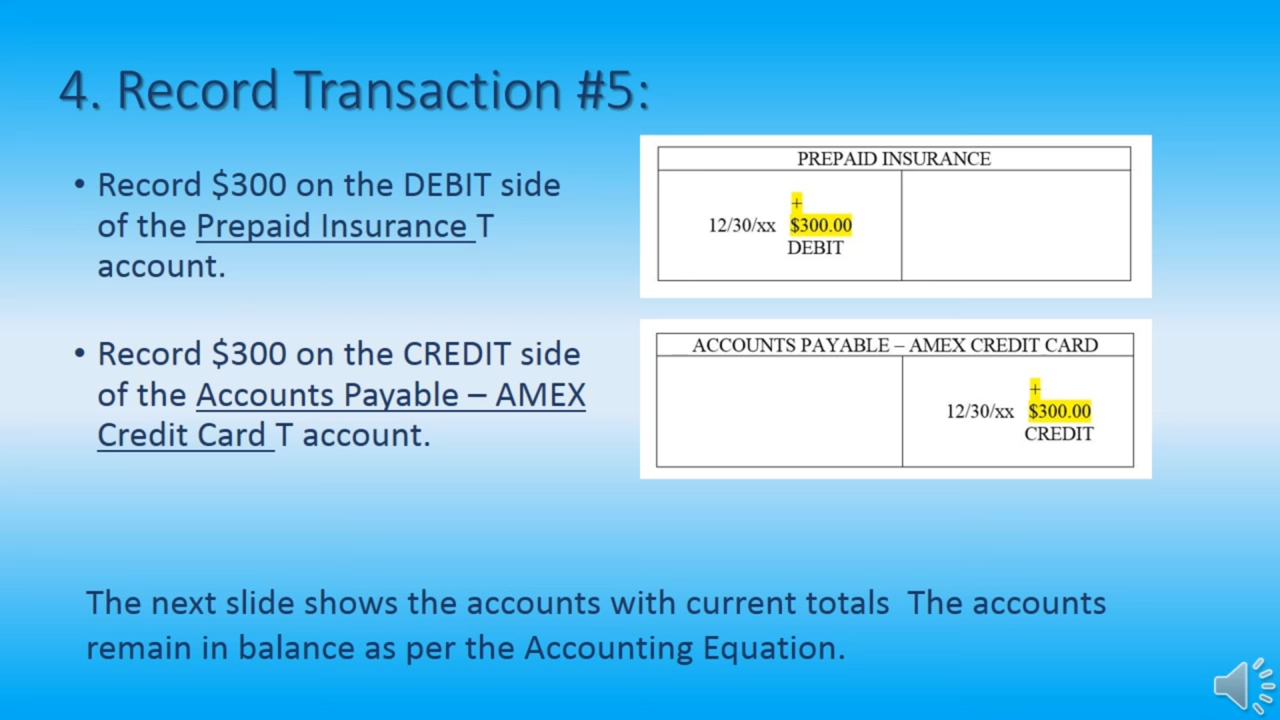 4. Record Transaction #5:
• Record $300 on the DEBIT side
of the Prepaid Insurance T
account.
• Record $300 on the CREDIT side
of the Accounts Payable – AMEX
Credit Card T account.
PREPAID INSURANCE
+
12/30/xx $300.00
DEBIT
ACCOUNTS PAYABLE – AMEX CREDIT CARD
+
12/30/xx $300.00
CREDIT
The next slide shows the accounts with current totals  The accounts
remain in balance as per the Accounting Equation.